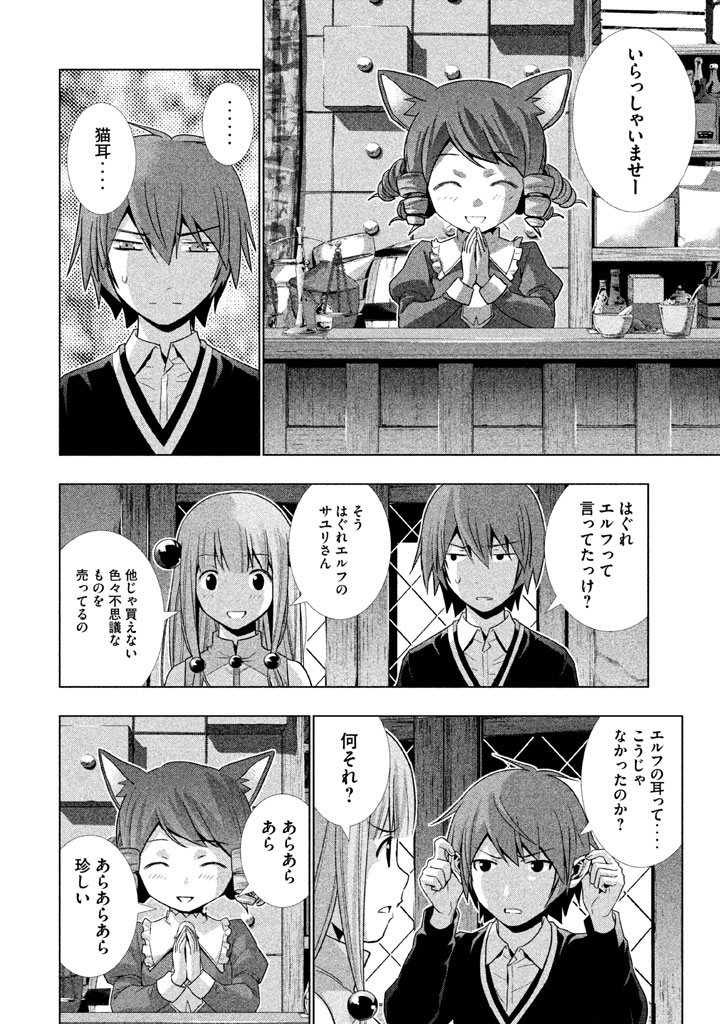 いらっしゃいませー
‥‥‥
猫耳‥‥
はぐれ
エルフって
言ってたっけ？
そう
はぐれエルフの
サユリさん
他じゃ買えない
色々不思議な
ものを
売ってるの
エルフの耳って‥‥
こうじゃ
なかったのか？
何それ？
あらあら
あら
あらあらあら
珍しい